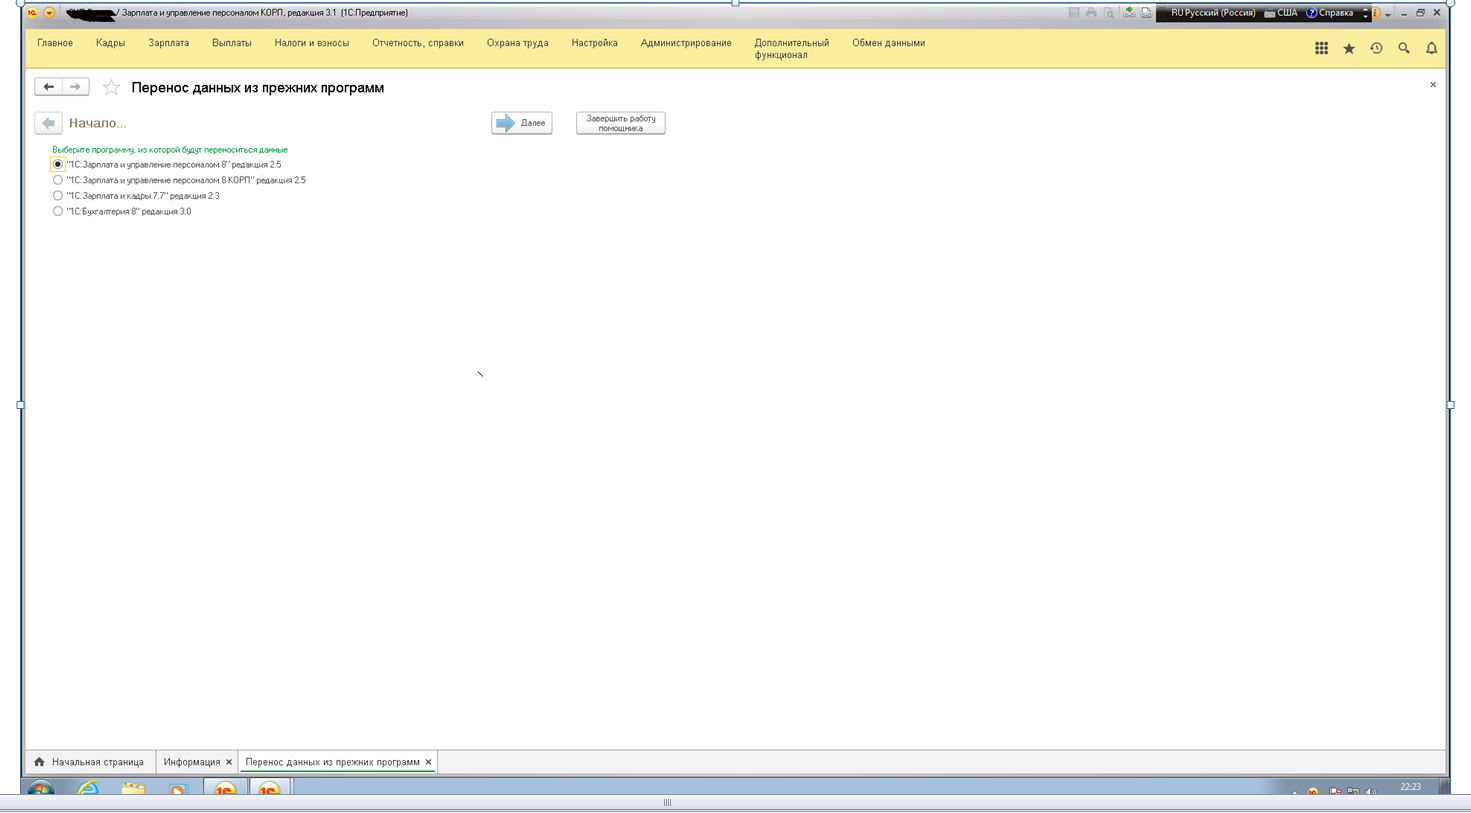 / Зарплата и управление персоналом КОРП, редакция 3.1 (1С:Предприятие)
RU Русский (Россия) США Справка
Главное Кадры Зарплата Выплаты Налоги и взносы Отчетность, справки Охрана труда Настройка Администрирование Дополнительный функционал Обмен данными
Перенос данных из прежних программ
Начало...
Далее
Завершить работу
помощника
Выберите программу, из которой будут переноситься данные
"1С:Зарплата и управление персоналом 8" редакция 2.5
"1С:Зарплата и управление персоналом 8 КОРП" редакция 2.5
"1С:Зарплата и кадры 7.7" редакция 2.3
"1С:Бухгалтерия 8" редакция 3.0
Начальная страница Информация Перенос данных из прежних программ
22:23